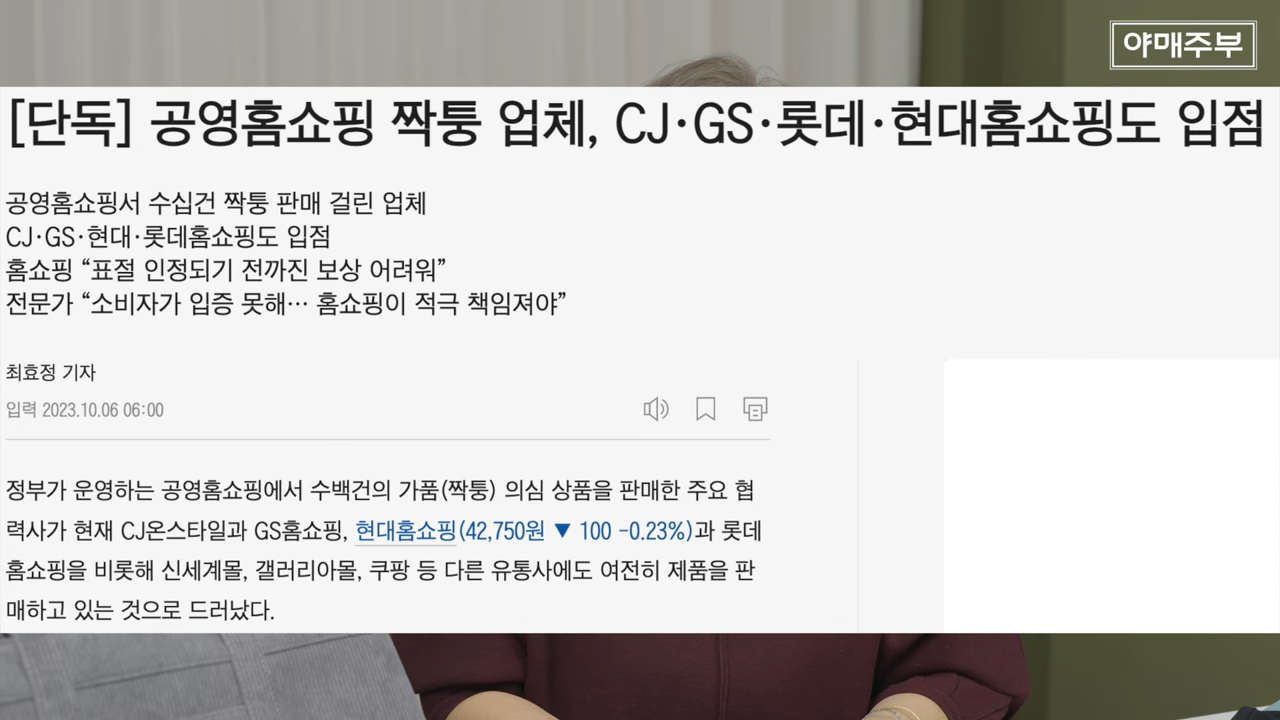 야매주부
[단독] 공영홈쇼핑 짝퉁 업체, CJ·GS·롯데·현대홈쇼핑도 입점
공영홈쇼핑서 수십건 짝퉁 판매 걸린 업체
CJ·GS·현대·롯데홈쇼핑도 입점
홈쇼핑 “표절 인정되기 전까진 보상 어려워”
전문가 “소비자가 입증 못해… 홈쇼핑이 적극 책임져야”
최효정 기자
입력 2023.10.06 06:00
정부가 운영하는 공영홈쇼핑에서 수백건의 가품(짝퉁) 의심 상품을 판매한 주요 협
력사가 현재 CJ온스타일과 GS홈쇼핑, 현대홈쇼핑(42,750원 ▼ 100 -0.23%)과 롯데
홈쇼핑을 비롯해 신세계몰, 갤러리아몰, 쿠팡 등 다른 유통사에도 여전히 제품을 판
매하고 있는 것으로 드러났다.